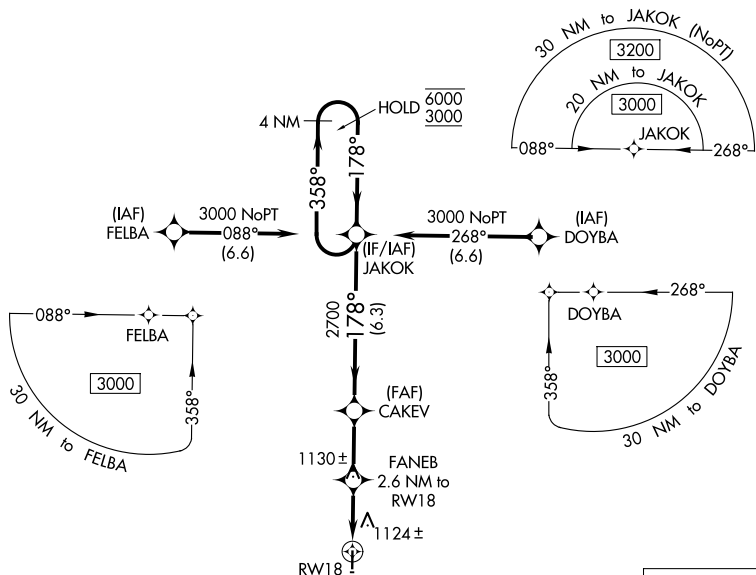 30 NM to JAKOK (NoPT)
3200
20 NM to JAKOK
3000
JAKOK
088°
268°
4 NM
HOLD
6000
3000
358°
178°
(IAF)
FELBA
3000 NoPT
088°
(6.6)
(IF/IAF)
JAKOK
3000 NoPT
268°
(6.6)
(IAF)
DOYBA
2700
178°
(6.3)
088°
FELBA
3000
358°
30 NM to FELBA
268°
DOYBA
3000
358°
30 NM to DOYBA
(FAF)
CAKEV
1130 ±
FANEB
2.6 NM to
RW18
1124 ±
RW18